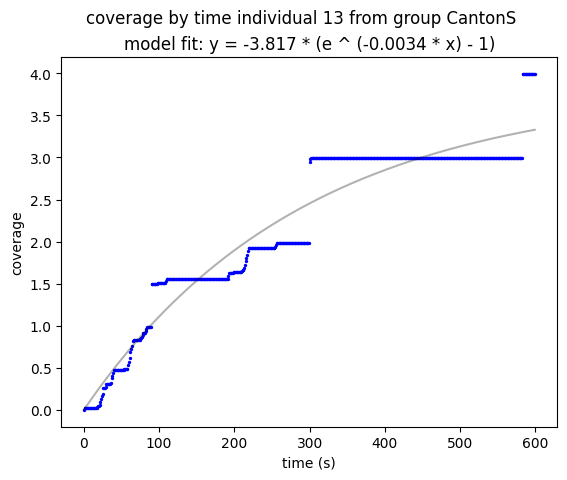 coverage by time individual 13 from group CantonS
model fit: y = -3.817 * (e ^ (-0.0034 * x) - 1)
4.0
3.5
3.0
2.5
2.0
1.5
1.0
0.5
0.0
coverage
0 100 200 300 400 500 600
time (s)